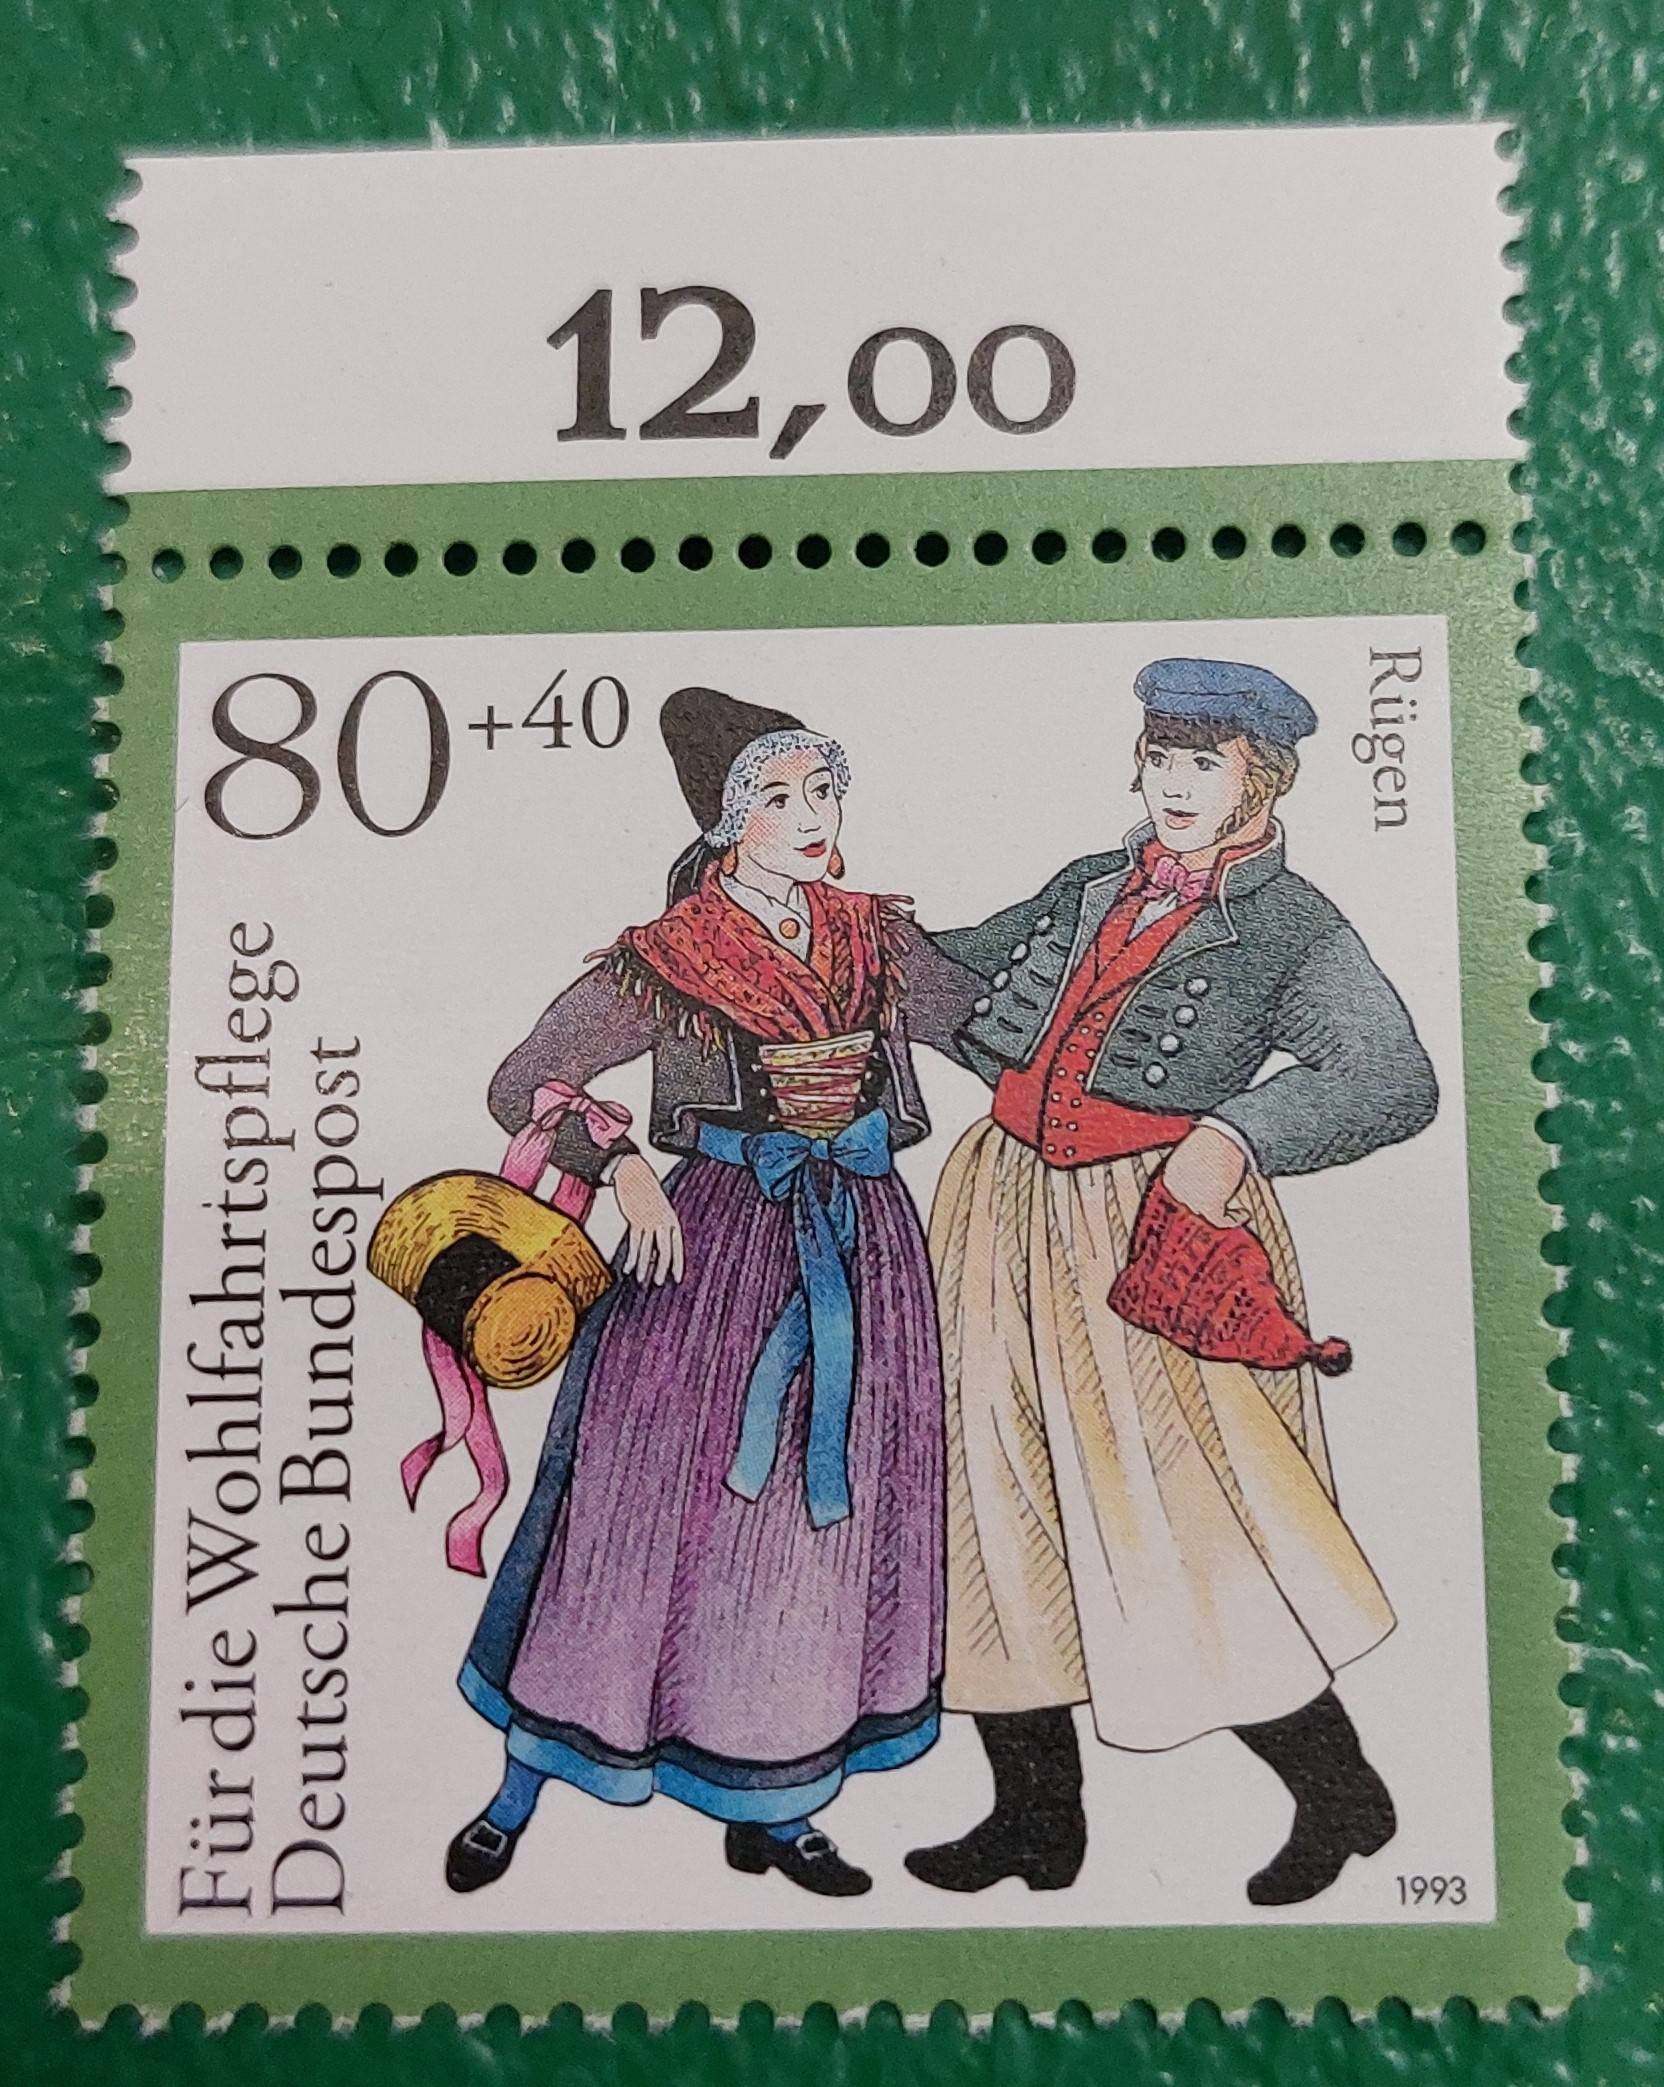 12,00
80+40
Rügen
Für die Wohlfahrtspflege
Deutsche Bundespost
1993